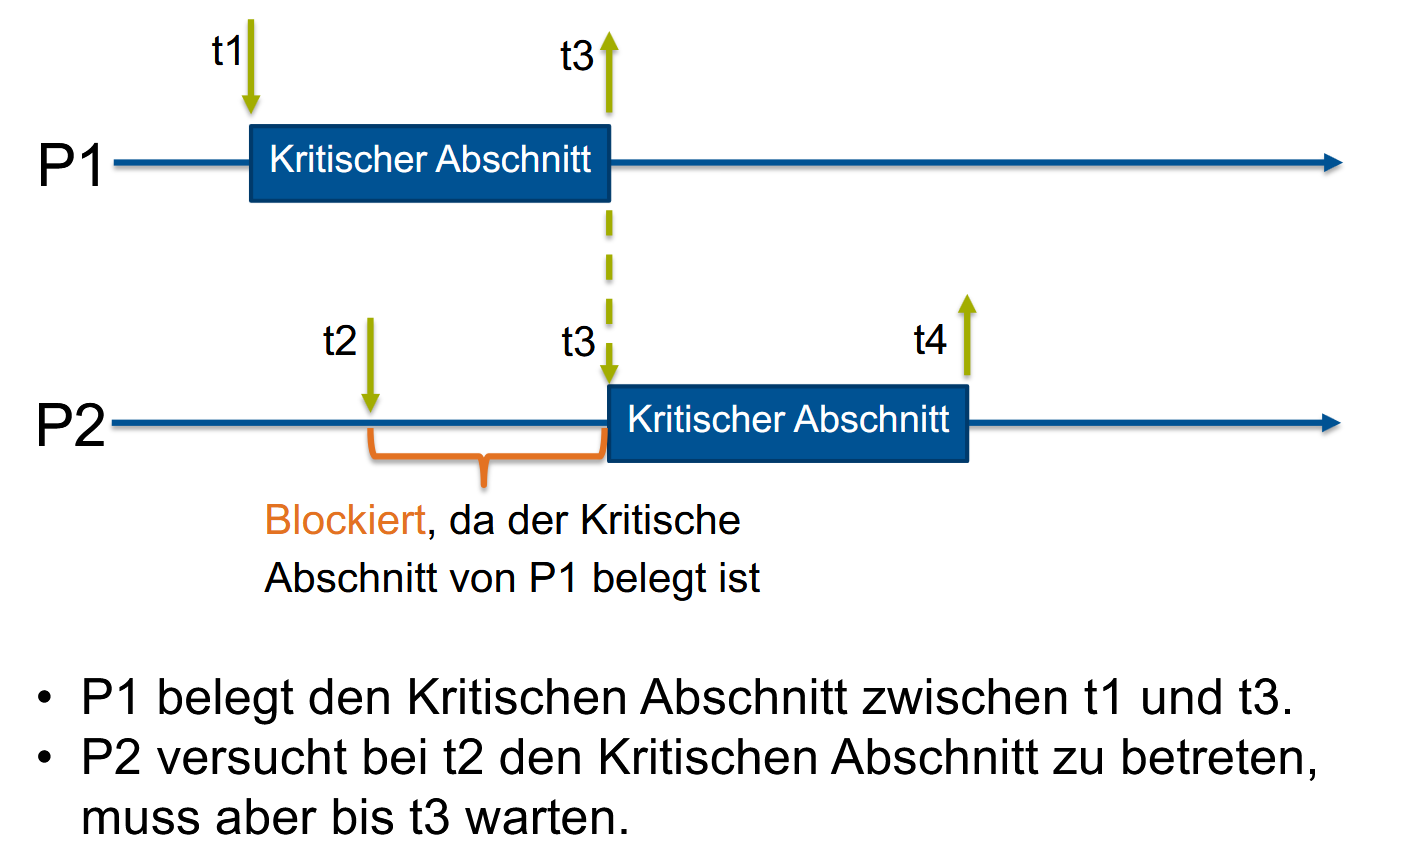 t1
t3
P1
Kritischer Abschnitt
t2
t3
t4
P2
Kritischer Abschnitt
Blockiert, da der Kritische
Abschnitt von P1 belegt ist
• P1 belegt den Kritischen Abschnitt zwischen t1 und t3.
• P2 versucht bei t2 den Kritischen Abschnitt zu betreten,
muss aber bis t3 warten.